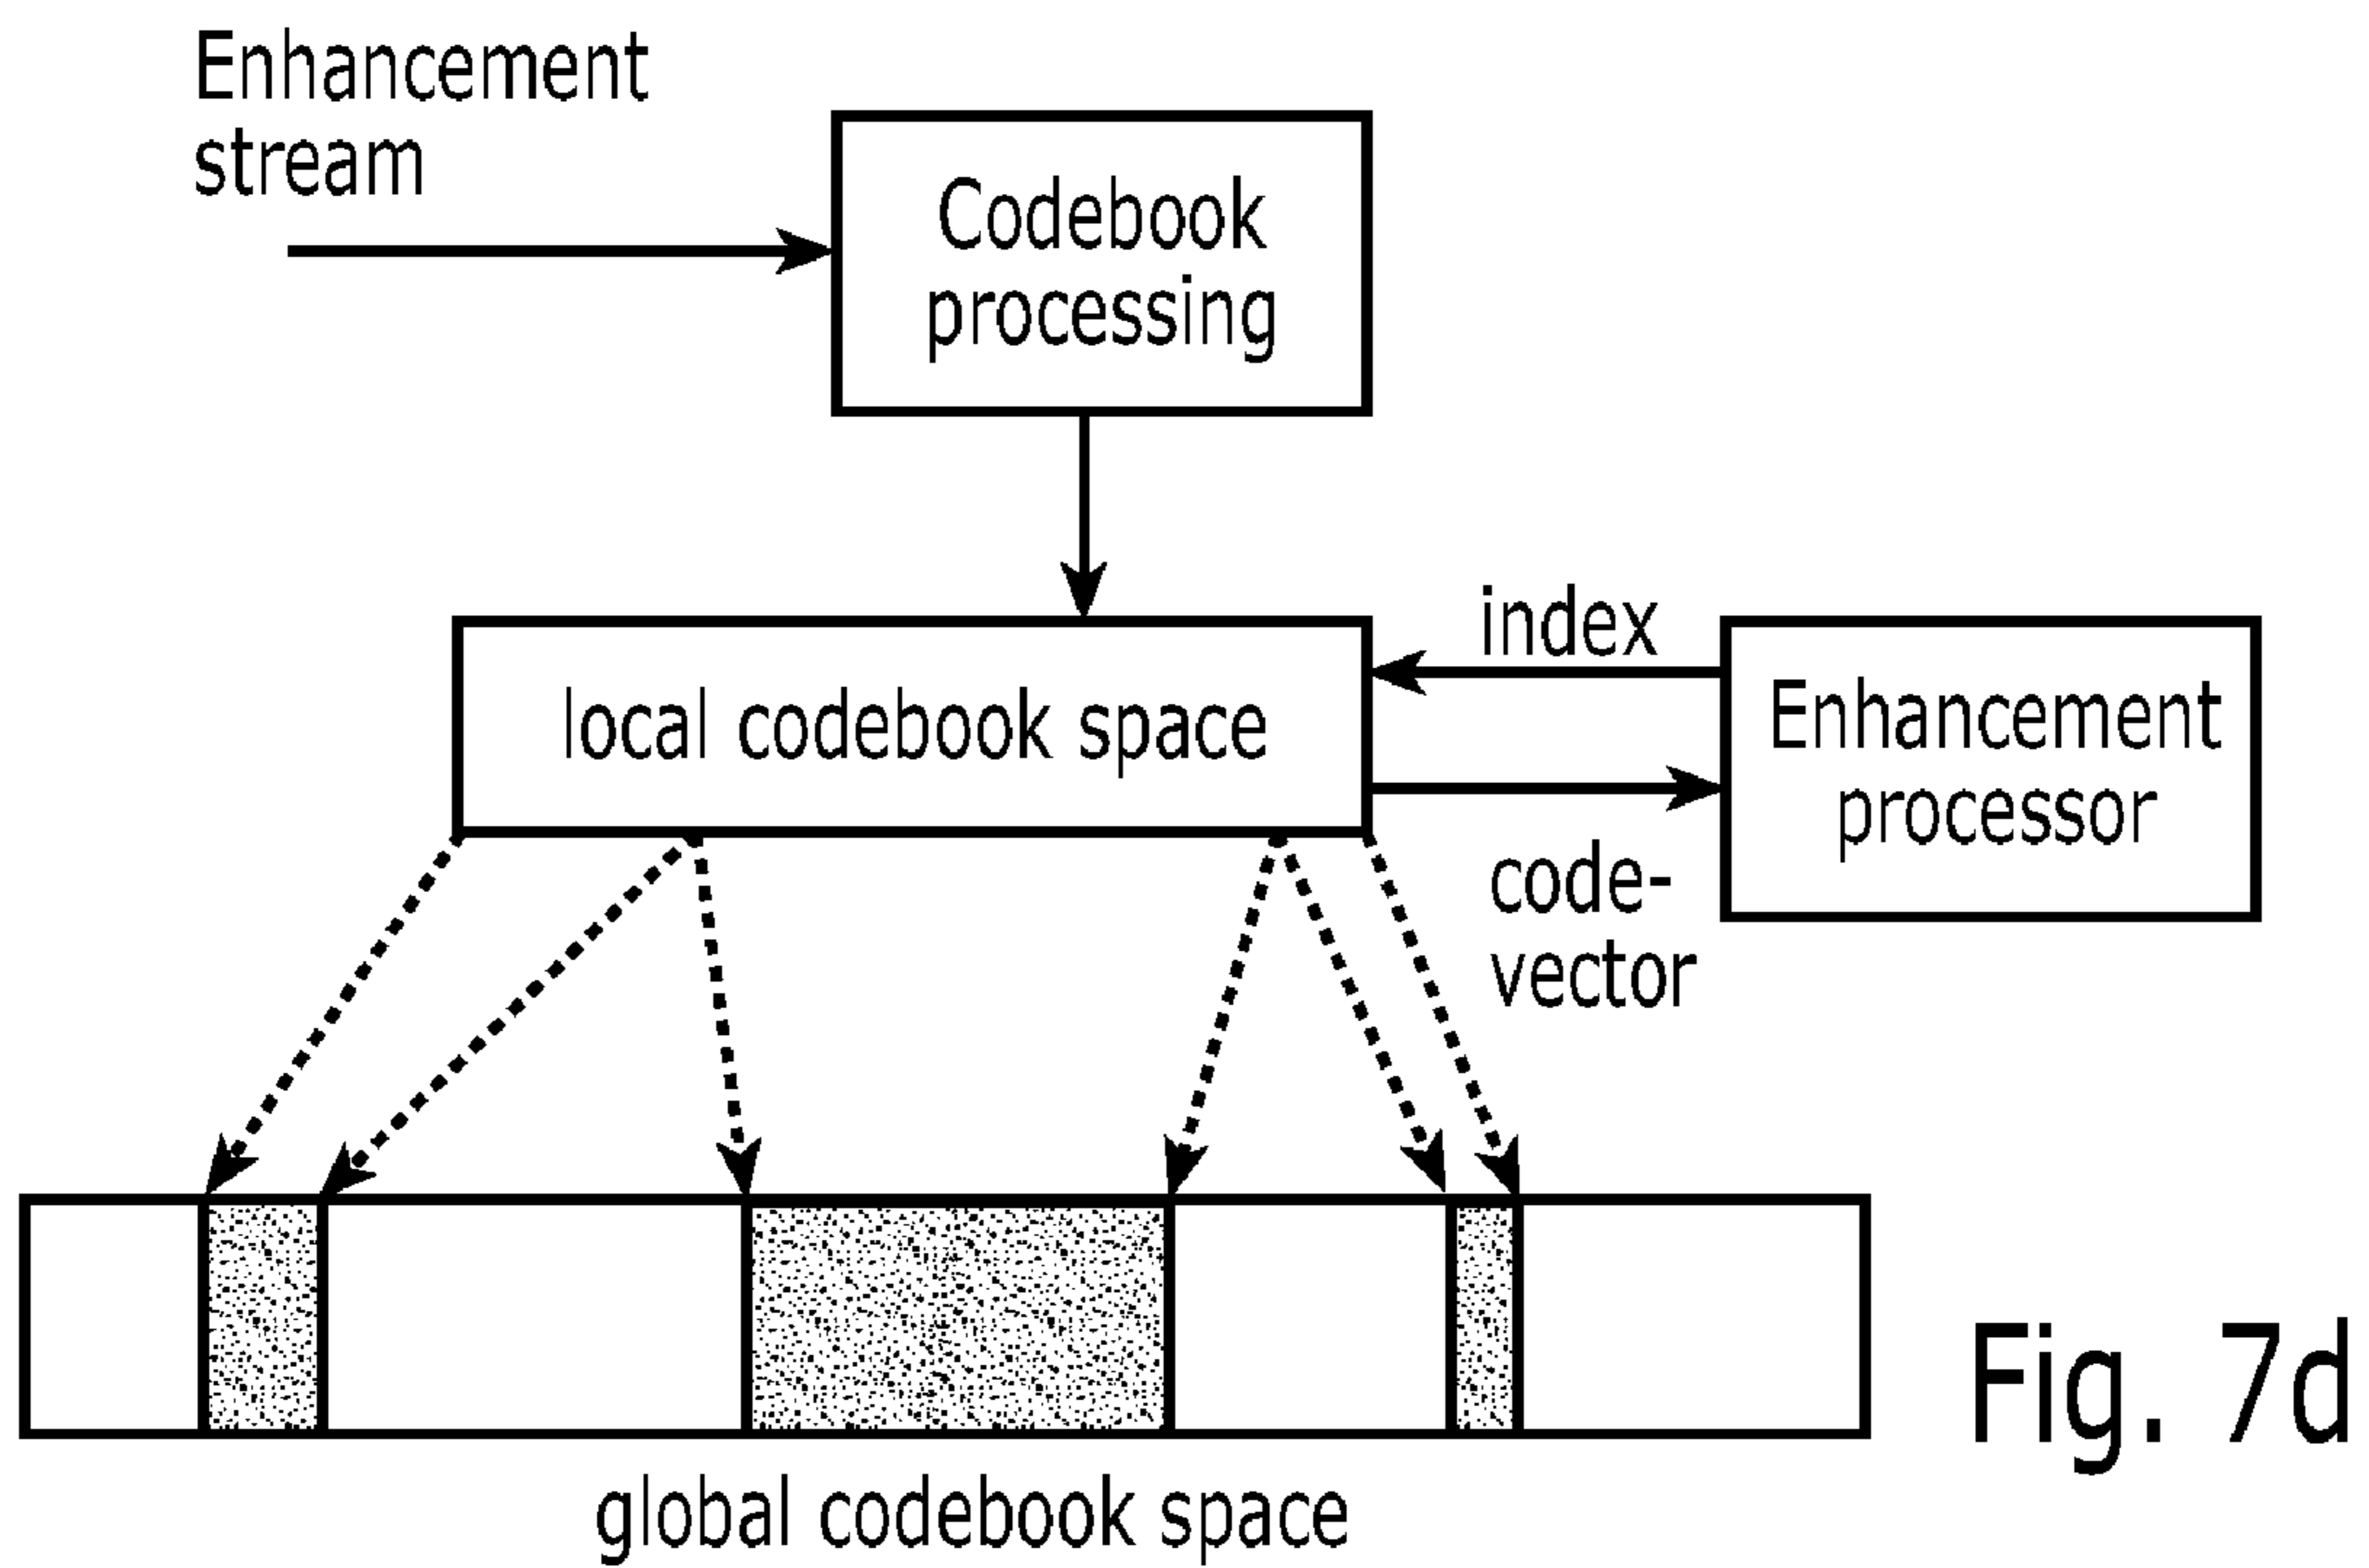 Enhancement
stream
Codebook
processing
index
local codebook space
Enhancement
processor
code-
vector
Fig. 7d
global codebook space